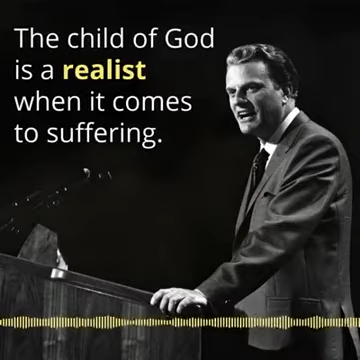 The child of God
is a realist
when it comes
to suffering.